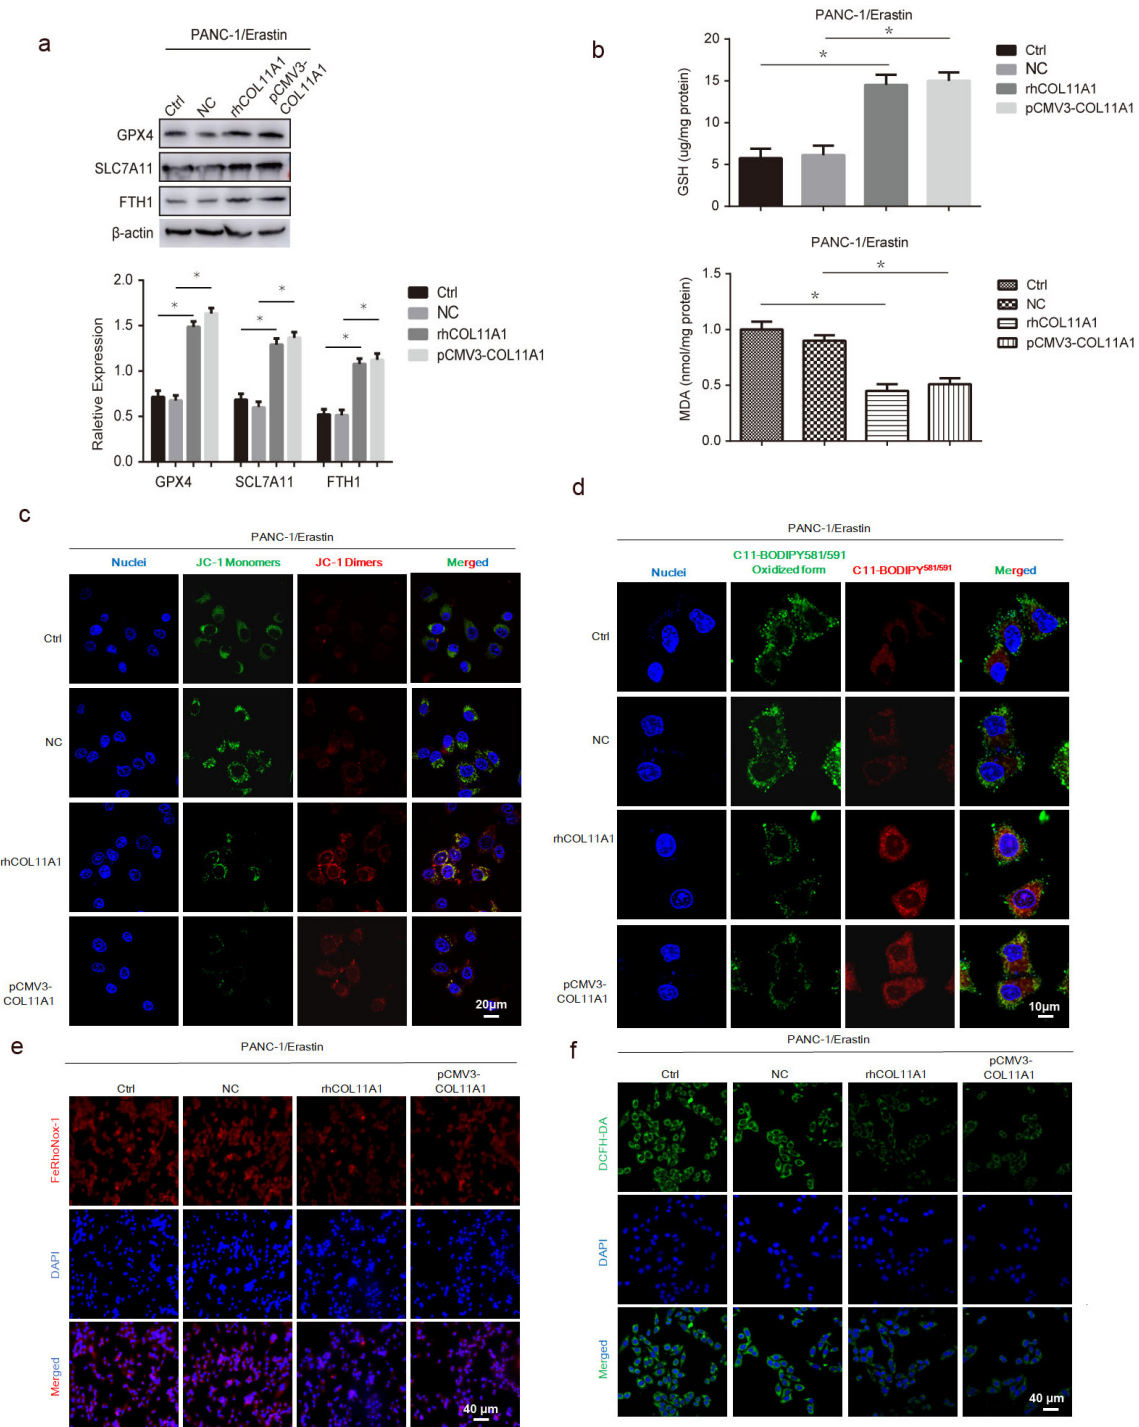 a
PANC-1/Erastin
Ctrl
NC
rhCOL11A1
pCMV3-
COL11A1
GPX4
SLC7A11
FTH1
β-actin
Raletive Expression
2.0
1.5
1.0
0.5
0.0
*
*
*
*
*
*
GPX4
SCL7A11
FTH1
Ctrl
NC
rhCOL11A1
pCMV3-COL11A1
b
PANC-1/Erastin
GSH (ug/mg protein)
20
15
10
5
0
*
*
Ctrl
NC
rhCOL11A1
pCMV3-COL11A1
PANC-1/Erastin
MDA (nmol/mg protein)
1.5
1.0
0.5
0.0
*
*
Ctrl
NC
rhCOL11A1
pCMV3-COL11A1
c
PANC-1/Erastin
Nuclei
JC-1 Monomers
JC-1 Dimers
Merged
Ctrl
NC
rhCOL11A1
pCMV3-
COL11A1
20μm
d
PANC-1/Erastin
Nuclei
C11-BODIPY581/591
Oxidized form
C11-BODIPY581/591
Merged
Ctrl
NC
rhCOL11A1
pCMV3-
COL11A1
10μm
e
PANC-1/Erastin
Ctrl
NC
rhCOL11A1
pCMV3-
COL11A1
FeRhoNox-1
DAPI
Merged
40 μm
f
PANC-1/Erastin
Ctrl
NC
rhCOL11A1
pCMV3-
COL11A1
DCFH-DA
DAPI
Merged
40 μm